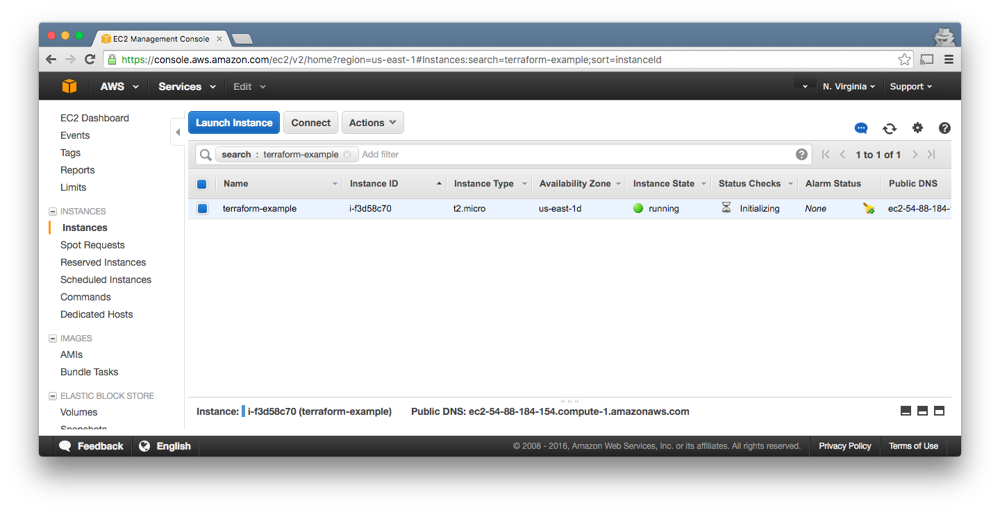 EC2 Management Console
https://console.aws.amazon.com/ec2/v2/home?region=us-east-1#Instances:search=terraform-example;sort=instanceId
AWS Services Edit N. Virginia Support
EC2 Dashboard
Events
Tags
Reports
Limits
INSTANCES
Instances
Spot Requests
Reserved Instances
Scheduled Instances
Commands
Dedicated Hosts
IMAGES
AMIs
Bundle Tasks
ELASTIC BLOCK STORE
Volumes
Snapshots
Launch Instance Connect Actions
search : terraform-example Add filter 1 to 1 of 1
Name Instance ID Instance Type Availability Zone Instance State Status Checks Alarm Status Public DNS
terraform-example i-f3d58c70 t2.micro us-east-1d running Initializing None ec2-54-88-184-
Instance: i-f3d58c70 (terraform-example) Public DNS: ec2-54-88-184-154.compute-1.amazonaws.com
Feedback English © 2008 - 2016, Amazon Web Services, Inc. or its affiliates. All rights reserved. Privacy Policy Terms of Use